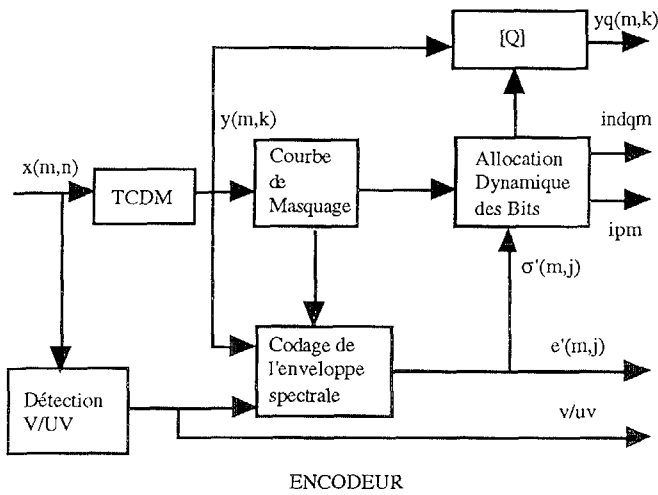 [Q]
yq(m,k)
y(m,k)
indqm
x(m,n)
TCDM
Courbe
de
Masquage
Allocation
Dynamique
des Bits
ipm
σ'(m,j)
Codage de
l'enveloppe
spectrale
e'(m,j)
Détection
V/UV
v/uv
ENCODEUR